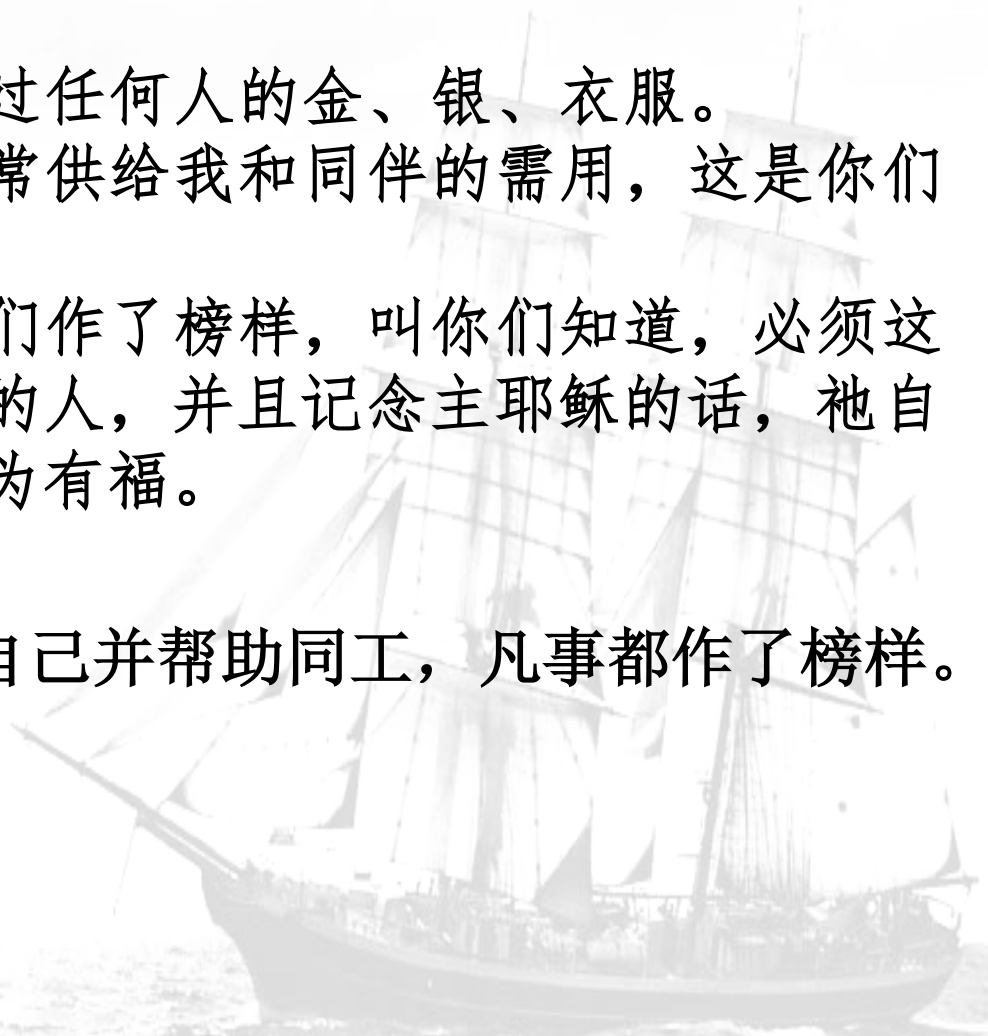 过任何人的金、银、衣服。
常供给我和同伴的需用，这是你们
们作了榜样，叫你们知道，必须这
的人，并且记念主耶稣的话，祂自
为有福。
自己并帮助同工，凡事都作了榜样。